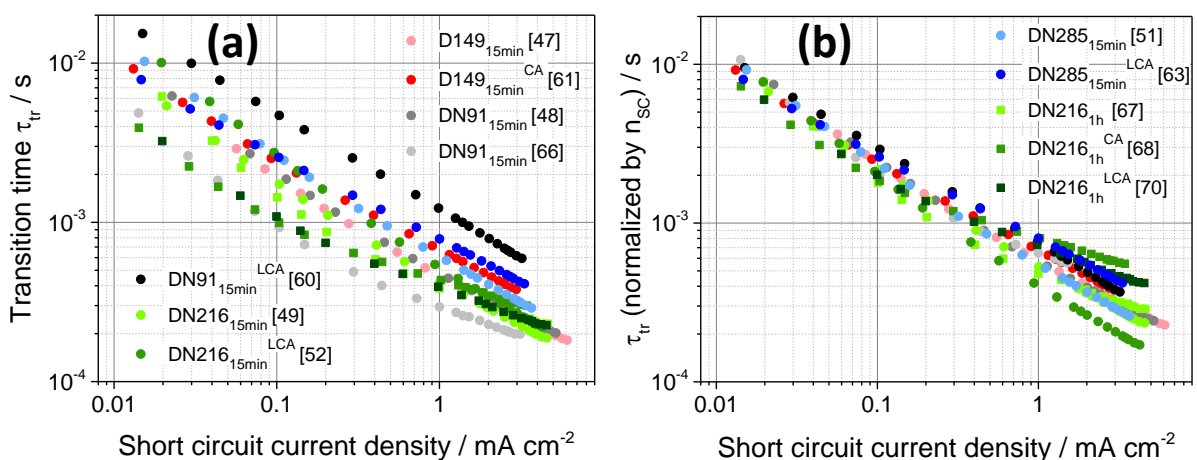 (a)
Transition time τtr / s
10-2
10-3
10-4
DN9115minLCA [60]
DN21615min [49]
DN21615minLCA [52]
D14915min [47]
D14915minCA [61]
DN9115min [48]
DN9115min [66]
0.01 0.1 1
Short circuit current density / mA cm-2
(b)
τtr (normalized by nSC) / s
10-2
10-3
10-4
DN28515min [51]
DN28515minLCA [63]
DN2161h [67]
DN2161hCA [68]
DN2161hLCA [70]
0.01 0.1 1
Short circuit current density / mA cm-2